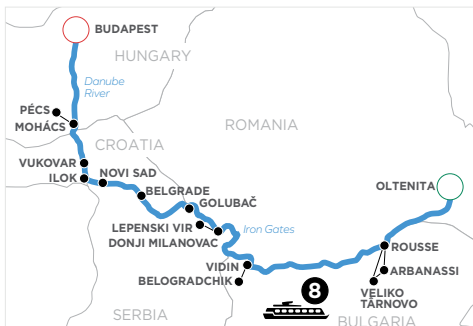 BUDAPEST
HUNGARY
Danube
River
PÉCS
MOHÁCS
ROMANIA
CROATIA
VUKOVAR
ILOK
NOVI SAD
BELGRADE
OLTENITA
GOLUBAČ
LEPENSKI VIR
DONJI MILANOVAC
Iron Gates
ROUSSE
VIDIN
ARBANASSI
BELOGRADCHIK
VELIKO
TÂRNOVO
8
SERBIA
BULGARIA